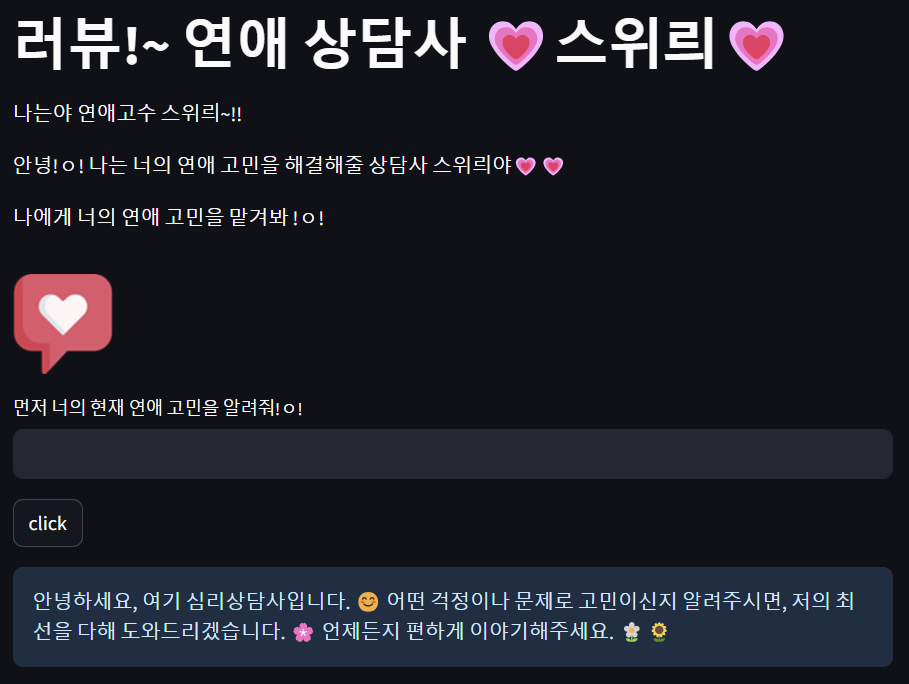 러뷰!~ 연애 상담사 💗 스위릐 💗
나는야 연애고수 스위릐~!!
안녕!ㅇ! 나는 너의 연애 고민을 해결해줄 상담사 스위릐야💗 💗
나에게 너의 연애 고민을 맡겨봐 !ㅇ!
먼저 너의 현재 연애 고민을 알려줘!ㅇ!
click
안녕하세요, 여기 심리상담사입니다. 😊 어떤 걱정이나 문제로 고민이신지 알려주시면, 저의 최
선을 다해 도와드리겠습니다. 🌸 언제든지 편하게 이야기해주세요. 🌼 🌻